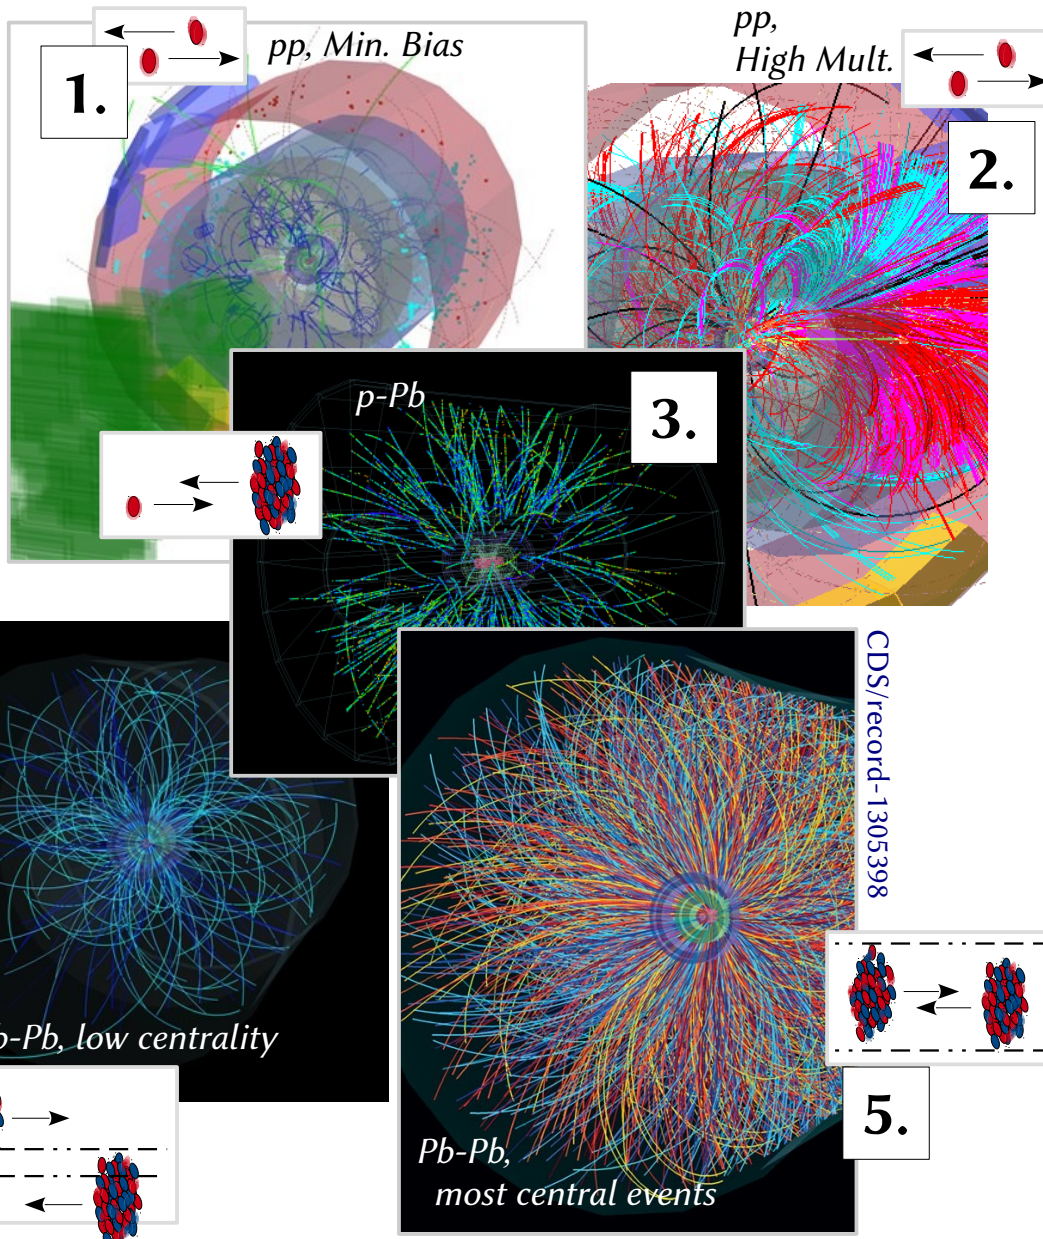 pp, Min. Bias
1.
pp,
High Mult.
2.
p-Pb
3.
CDS/record-1305398
b-Pb, low centrality
5.
Pb-Pb,
most central events